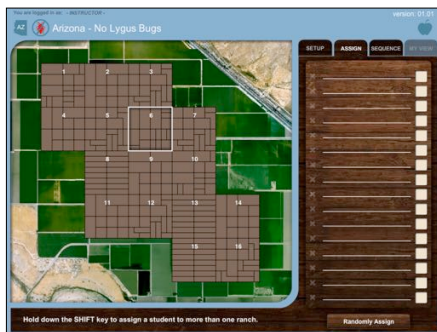 You are logged in as: - INSTRUCTOR -
version: 01.01
AZ
Arizona - No Lygus Bugs
SETUP
ASSIGN
SEQUENCE
MY VIEW
1 2 3
4 5 6 7
8 9 10
11 12 13 14
15 16
Hold down the SHIFT key to assign a student to more than one ranch.
Randomly Assign